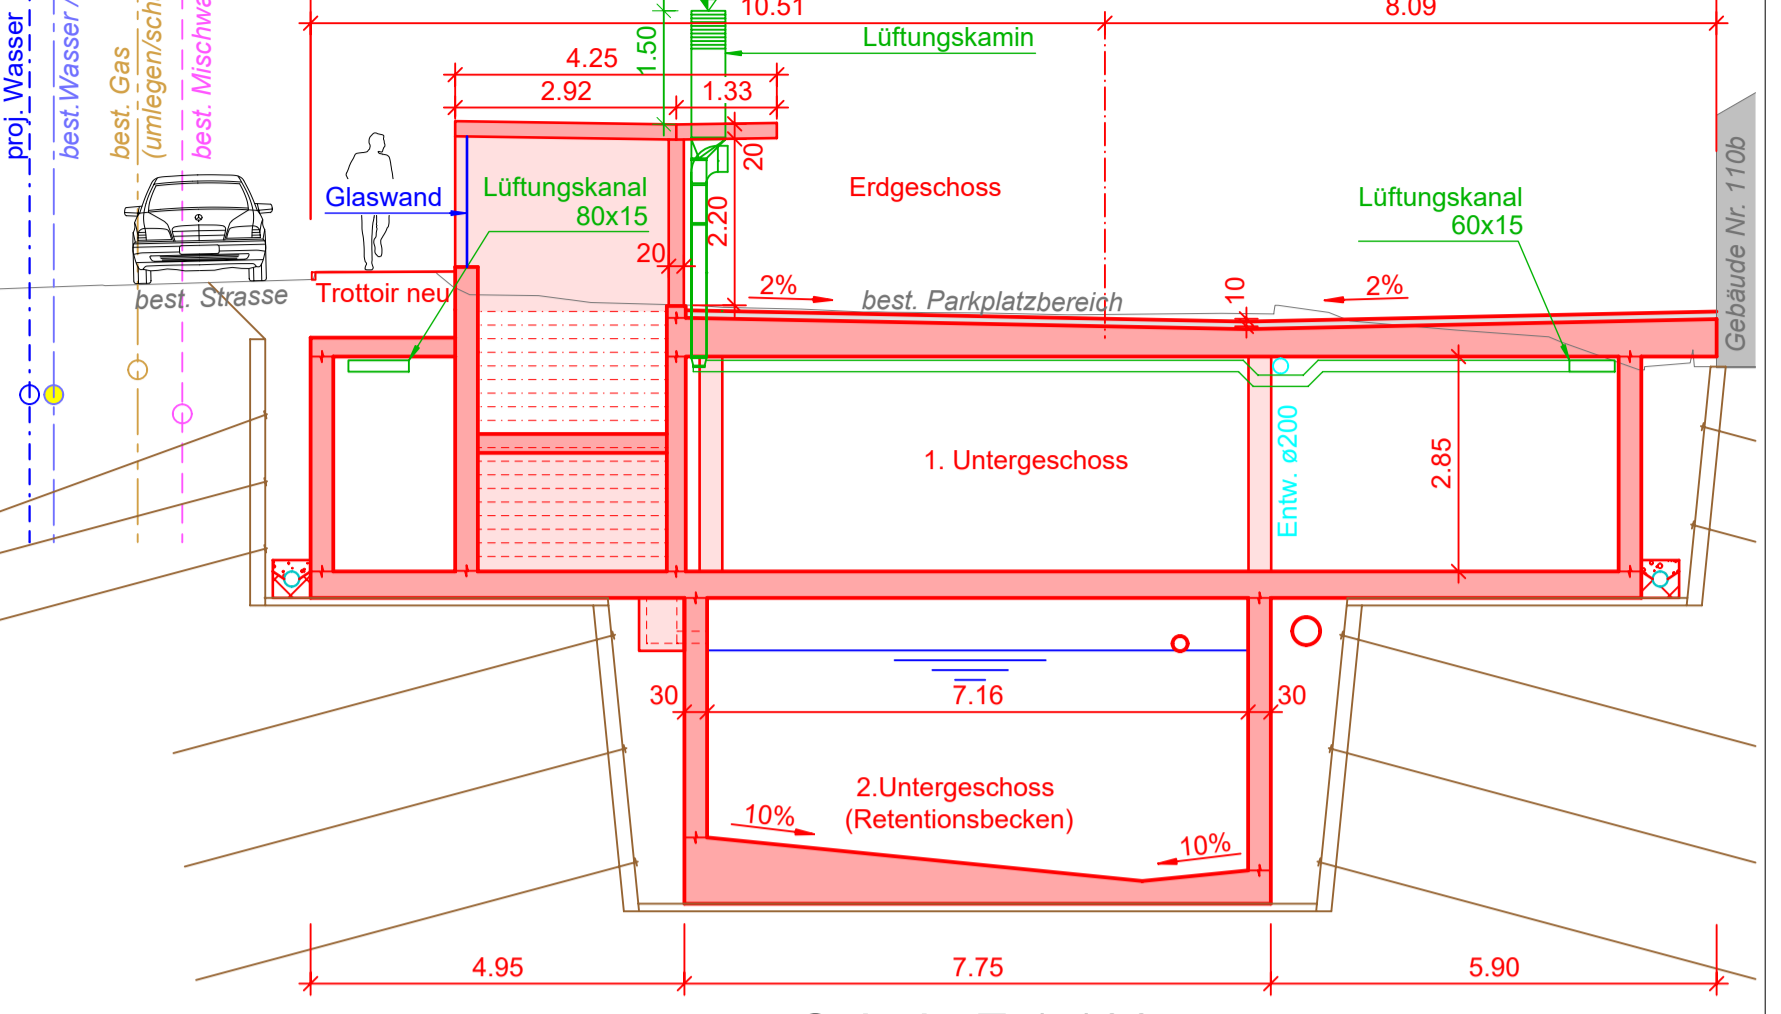 10.51
8.09
Lüftungskamin
1.50
4.25
2.92
1.33
proj. Wasser
best.Wasser
best. Gas
(umlegen/sch
best. Mischwa
20
Glaswand
Lüftungskanal
80x15
Erdgeschoss
2.20
Lüftungskanal
60x15
Gebäude Nr. 110b
20
best. Strasse
Trottoir neu
2%
best. Parkplatzbereich
10
2%
1. Untergeschoss
Entw. ø200
2.85
30
7.16
30
2.Untergeschoss
(Retentionsbecken)
10%
10%
4.95
7.75
5.90